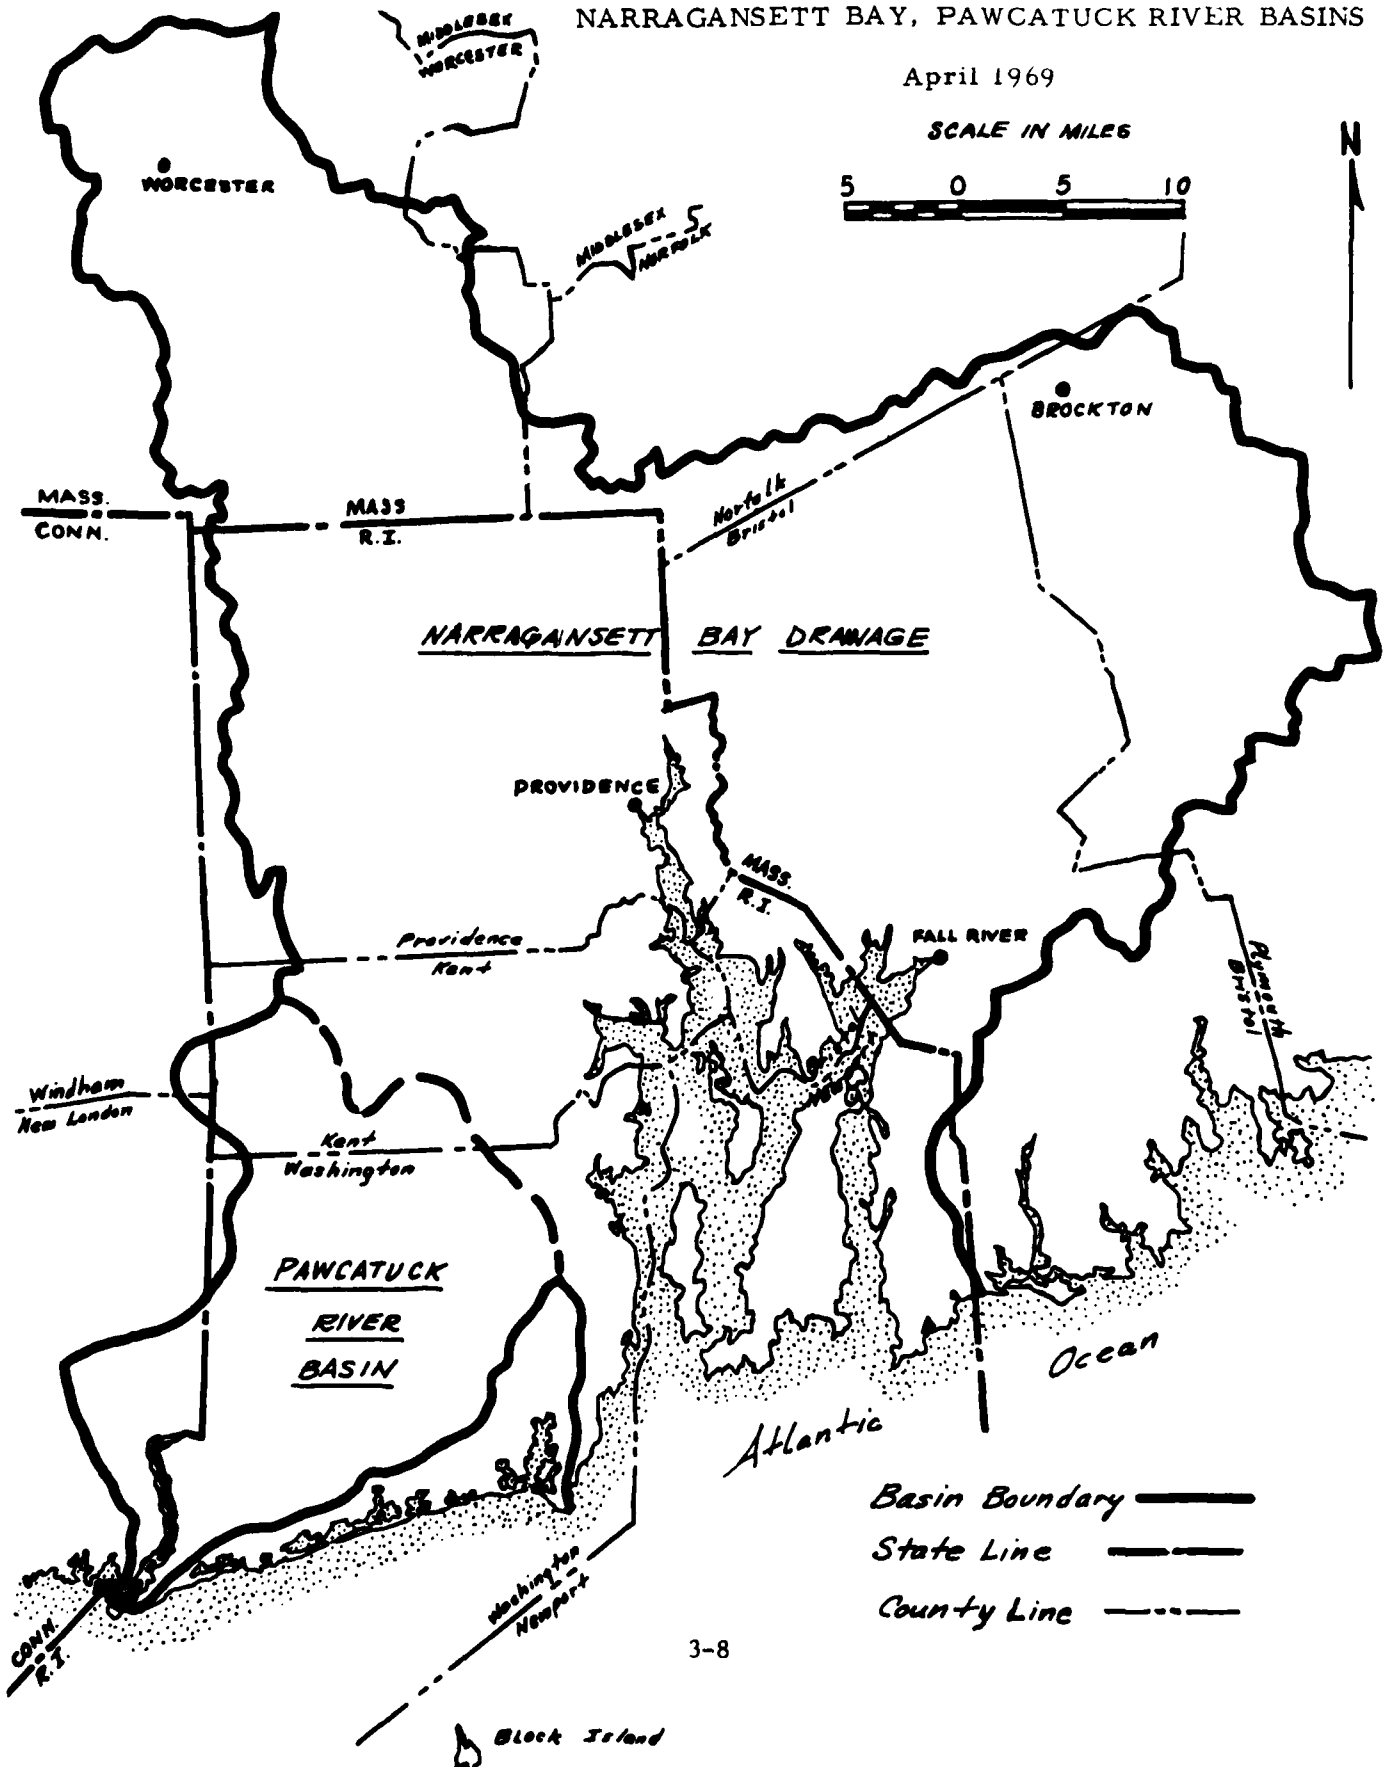 NARRAGANSETT BAY, PAWCATUCK RIVER BASINS
April 1969
SCALE IN MILES
5 0 5 10
N
MIDDLESEX
WORCESTER
WORCESTER
MIDDLESEX
NORFOLK
BROCKTON
MASS.
CONN.
MASS
R.I.
Norfolk
Bristol
NARRAGANSETT BAY DRAINAGE
PROVIDENCE
MASS.
R.I.
Providence
Kent
FALL RIVER
Plymouth
Bristol
Windham
New London
Kent
Washington
PAWCATUCK
RIVER
BASIN
Atlantic Ocean
Basin Boundary
State Line
County Line
Washington
Newport
CONN.
R.I.
3-8
Block Island